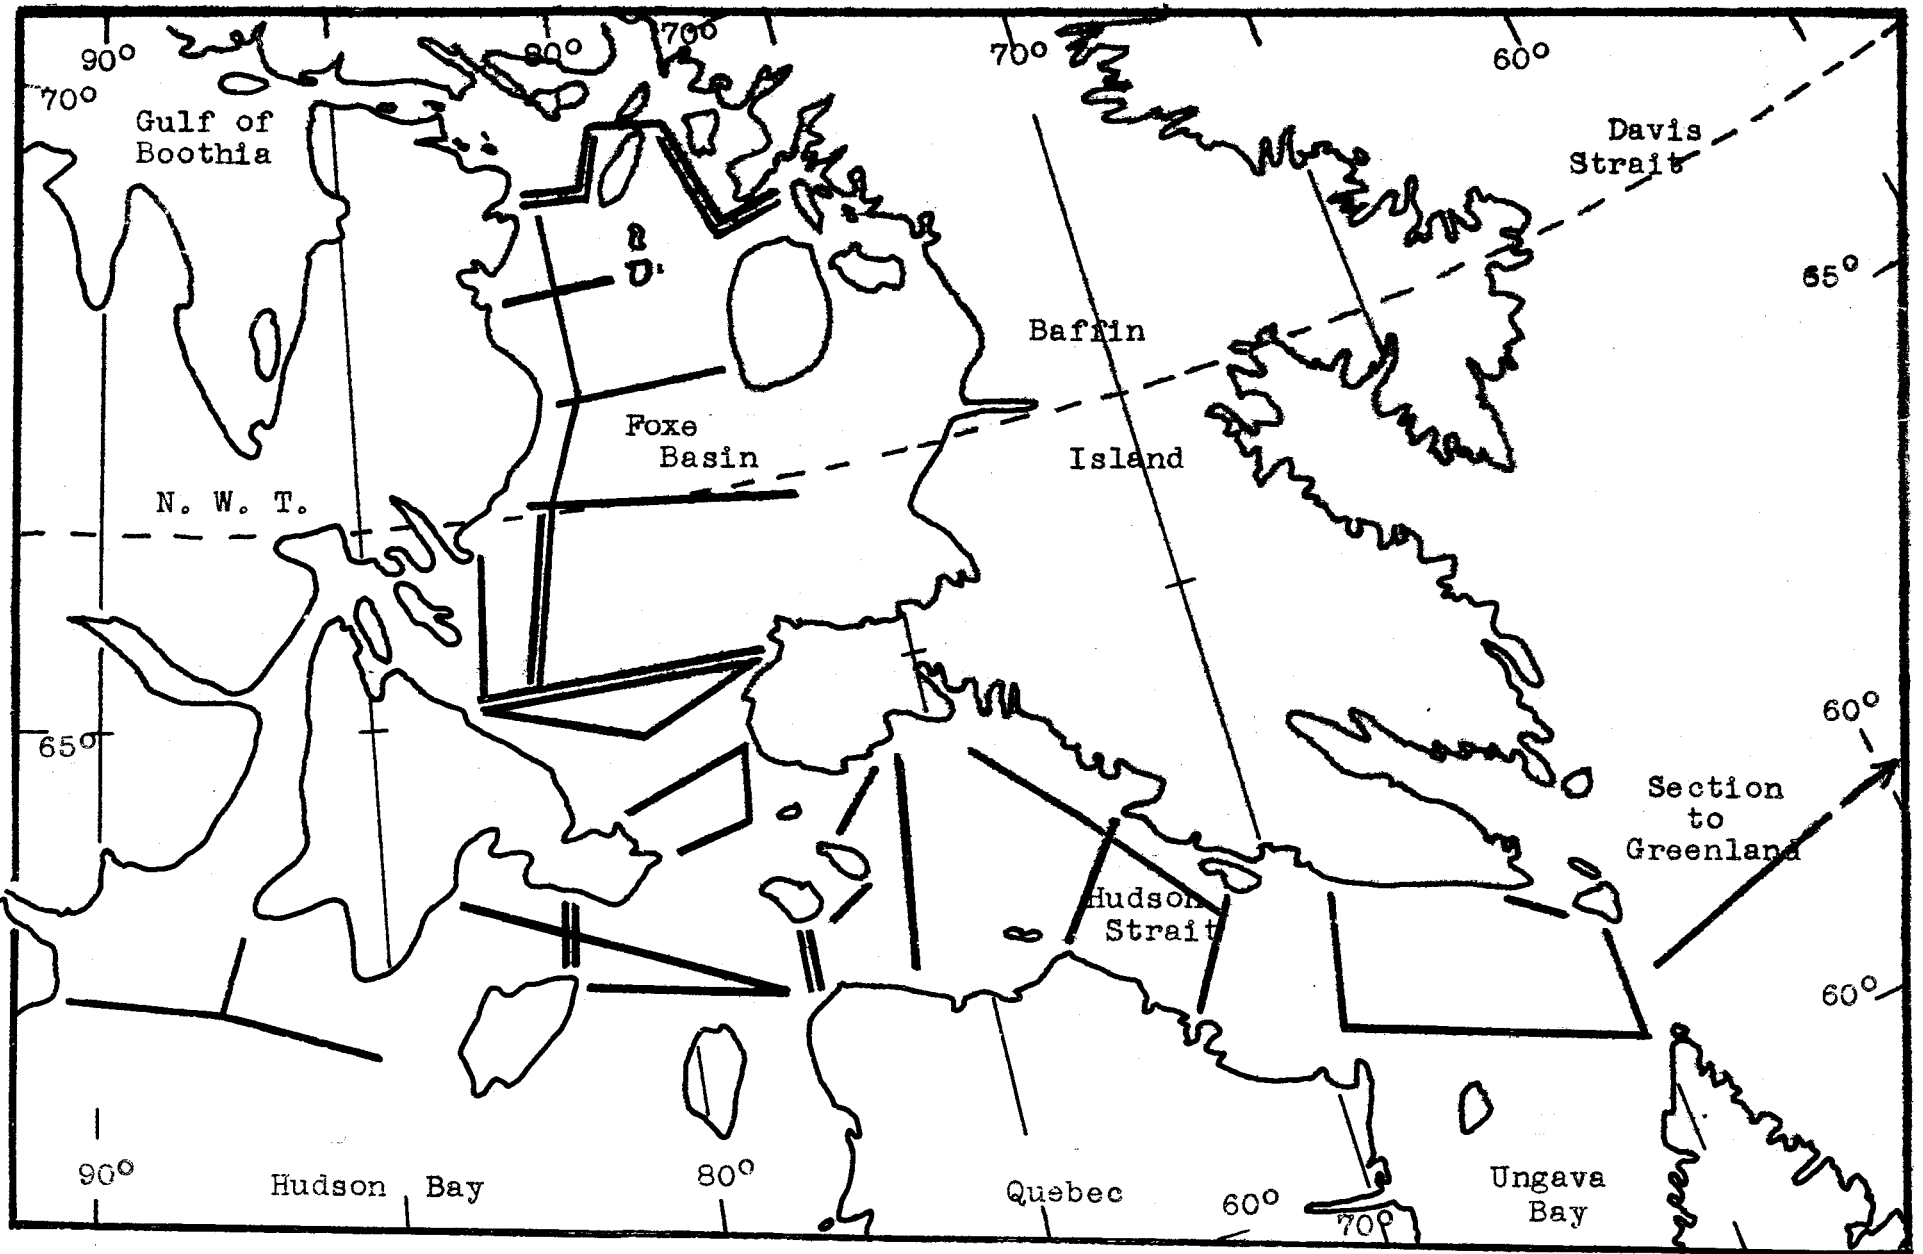 90°
80°
70°
70°
60°
70°
Gulf of
Boothia
Davis
Strait
65°
Baffin
Foxe
Basin
Island
N. W. T.
65°
60°
Section
to
Greenland
Hudson
Strait
60°
90°
Hudson Bay
80°
Quebec
60°
70°
Ungava
Bay